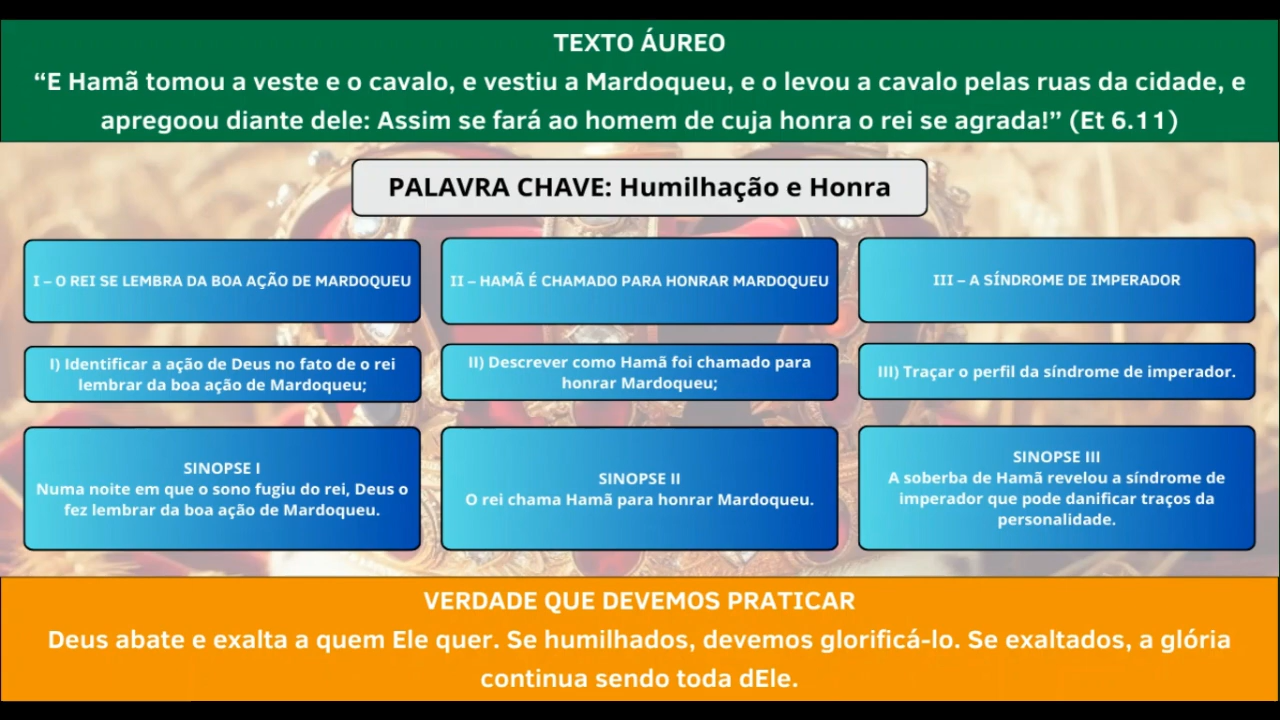 TEXTO ÁUREO
“E Hamã tomou a veste e o cavalo, e vestiu a Mardoqueu, e o levou a cavalo pelas ruas da cidade, e
apregoou diante dele: Assim se fará ao homem de cuja honra o rei se agrada!” (Et 6.11)
PALAVRA CHAVE: Humilhação e Honra
I – O REI SE LEMBRA DA BOA AÇÃO DE MARDOQUEU
II – HAMÃ É CHAMADO PARA HONRAR MARDOQUEU
III – A SÍNDROME DE IMPERADOR
I) Identificar a ação de Deus no fato de o rei
lembrar da boa ação de Mardoqueu;
II) Descrever como Hamã foi chamado para
honrar Mardoqueu;
III) Traçar o perfil da síndrome de imperador.
SINOPSE I
Numa noite em que o sono fugiu do rei, Deus o
fez lembrar da boa ação de Mardoqueu.
SINOPSE II
O rei chama Hamã para honrar Mardoqueu.
SINOPSE III
A soberba de Hamã revelou a síndrome de
imperador que pode danificar traços da
personalidade.
VERDADE QUE DEVEMOS PRATICAR
Deus abate e exalta a quem Ele quer. Se humilhados, devemos glorificá-lo. Se exaltados, a glória
continua sendo toda dEle.